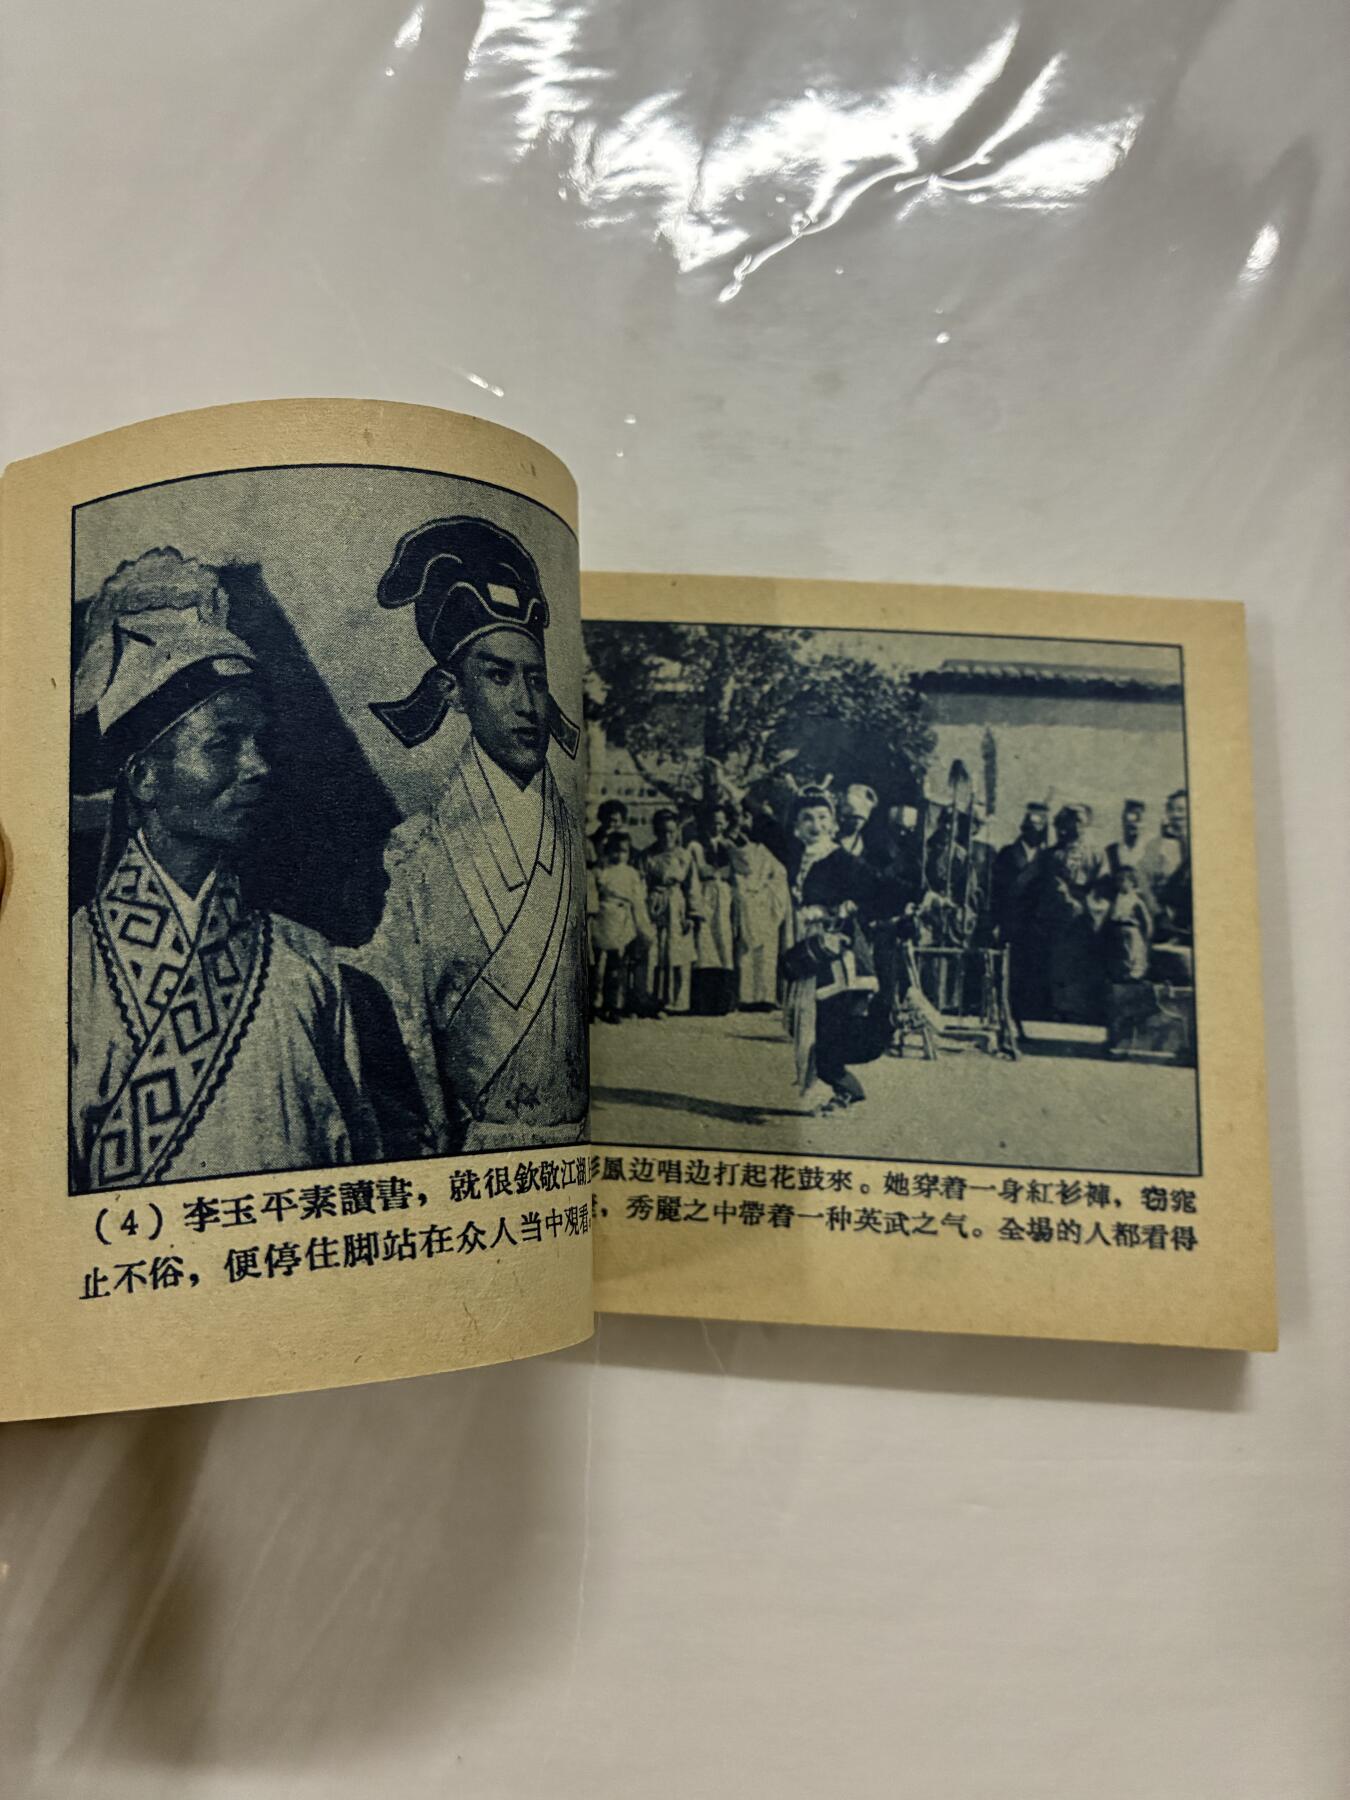 （4）李玉平素讀書，就很欽敬江湖
止不俗，便停住脚站在众人当中观看
鳳边唱边打起花鼓來。她穿着一身紅衫褲，窈窕
，秀麗之中帶着一种英武之气。全場的人都看得